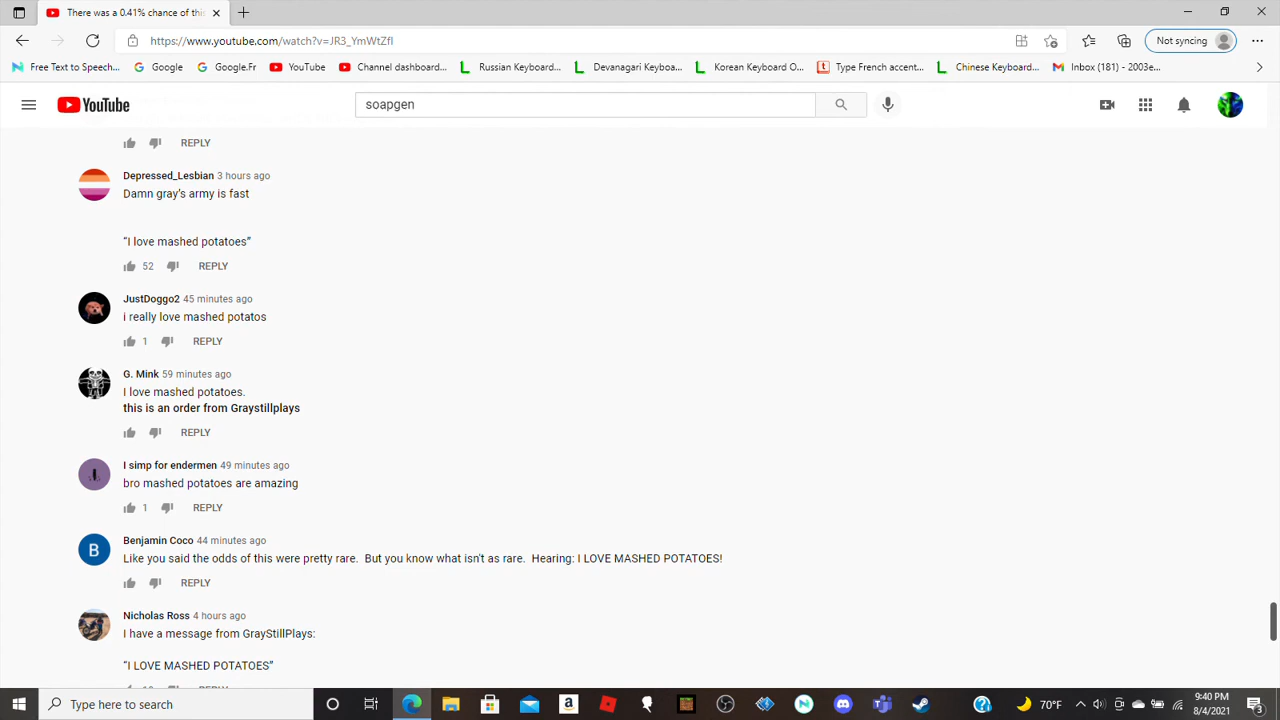 There was a 0.41% chance of this
https://www.youtube.com/watch?v=JR3_YmWtZfI
Not syncing
Free Text to Speech...
Google
Google.Fr
YouTube
Channel dashboard...
Russian Keyboard...
Devanagari Keyboa...
Korean Keyboard O...
Type French accent...
Chinese Keyboard...
Inbox (181) - 2003e...
YouTube
soapgen
REPLY
Depressed_Lesbian 3 hours ago
Damn gray's army is fast
“I love mashed potatoes”
52 REPLY
JustDoggo2 45 minutes ago
i really love mashed potatos
1 REPLY
G. Mink 59 minutes ago
I love mashed potatoes.
this is an order from Graystillplays
REPLY
I simp for endermen 49 minutes ago
bro mashed potatoes are amazing
1 REPLY
B
Benjamin Coco 44 minutes ago
Like you said the odds of this were pretty rare.  But you know what isn't as rare.  Hearing: I LOVE MASHED POTATOES!
REPLY
Nicholas Ross 4 hours ago
I have a message from GrayStillPlays:
“I LOVE MASHED POTATOES”
Type here to search
70°F
9:40 PM
8/4/2021
3